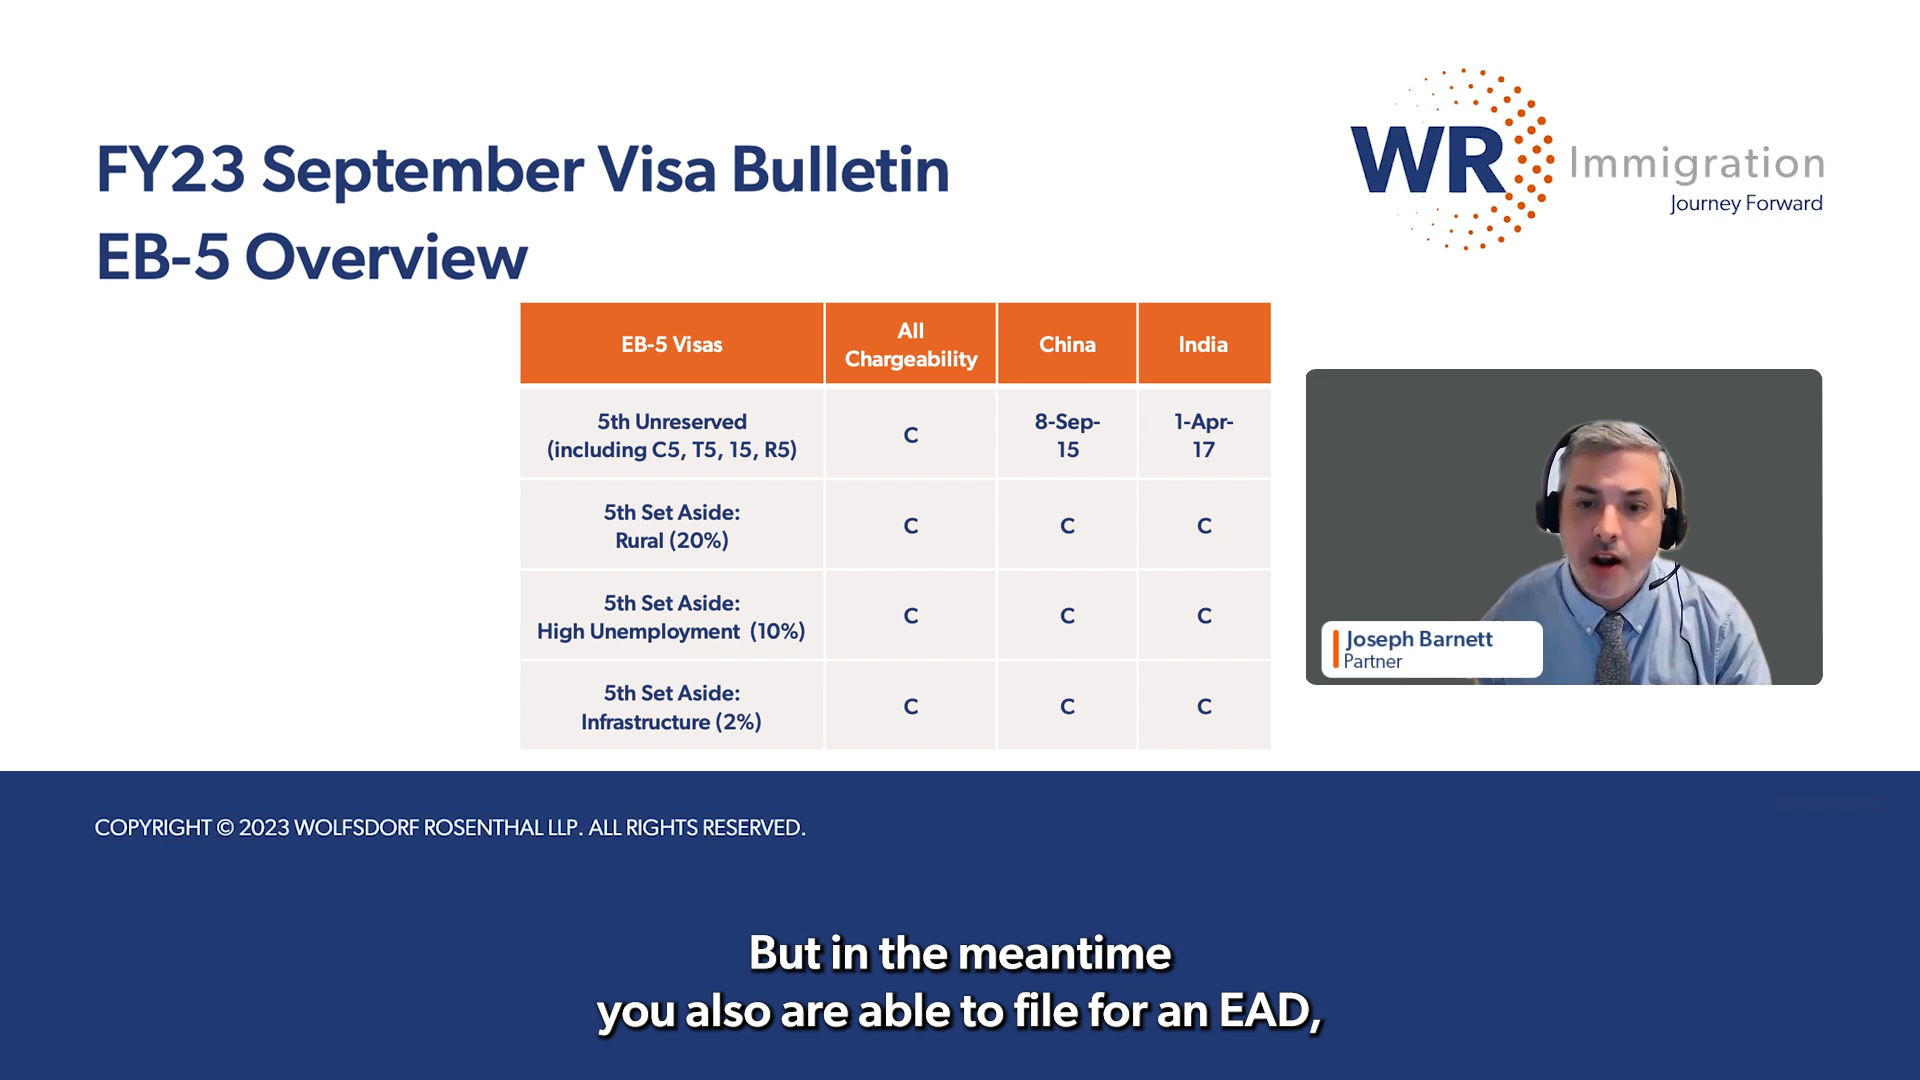 FY23 September Visa Bulletin
EB-5 Overview
WR Immigration
Journey Forward
EB-5 Visas
All
Chargeability
China
India
5th Unreserved
(including C5, T5, 15, R5)
C
8-Sep-
15
1-Apr-
17
5th Set Aside:
Rural (20%)
C
C
C
5th Set Aside:
High Unemployment (10%)
C
C
C
5th Set Aside:
Infrastructure (2%)
C
C
C
Joseph Barnett
Partner
COPYRIGHT © 2023 WOLFSDORF ROSENTHAL LLP. ALL RIGHTS RESERVED.
But in the meantime
you also are able to file for an EAD,